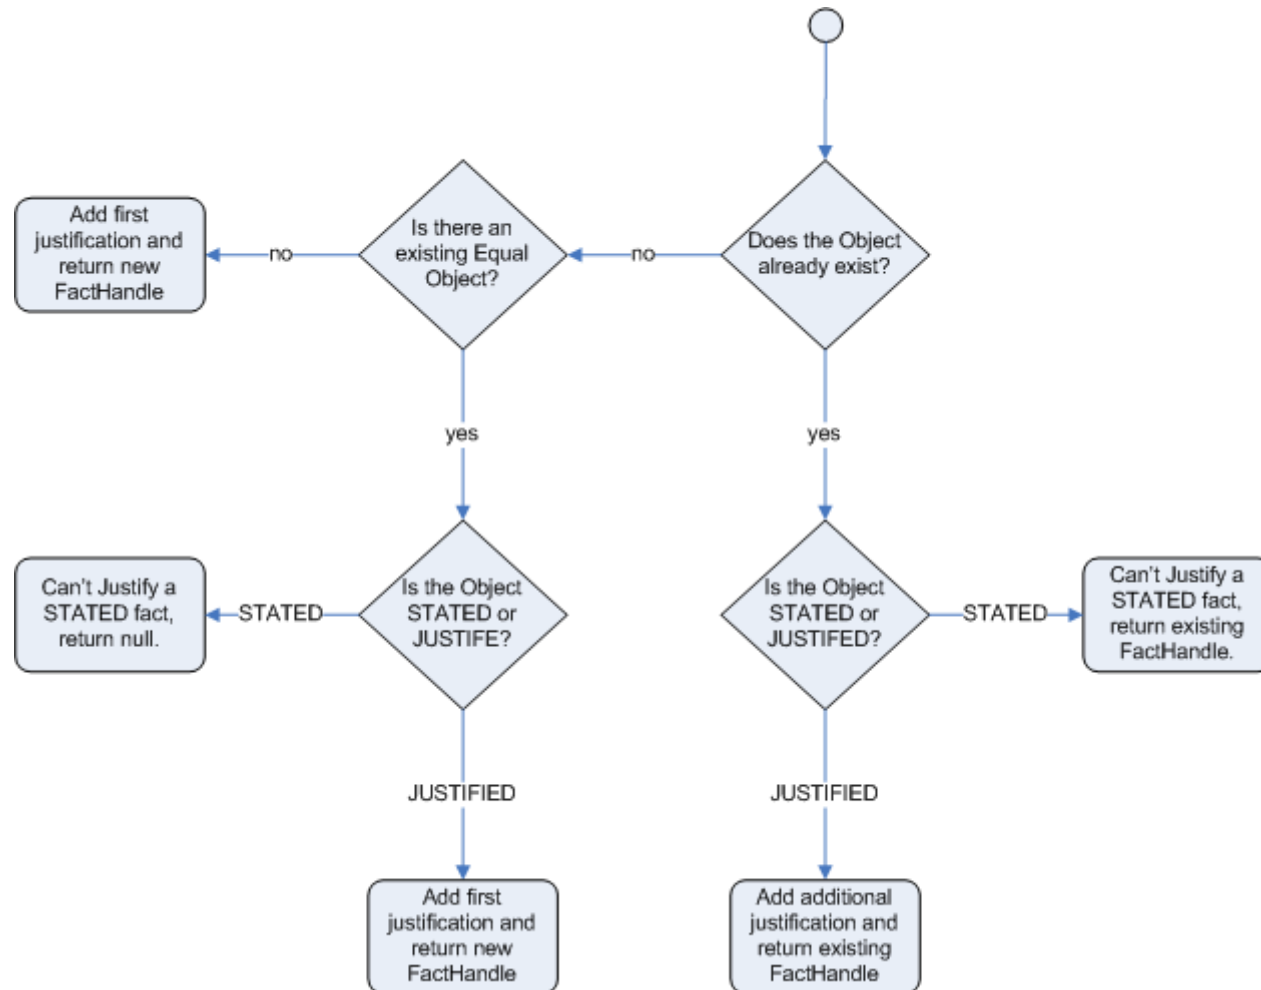 Add first
justification and
return new
FactHandle
no
Is there an
existing Equal
Object?
no
Does the Object
already exist?
yes
yes
Can't Justify a
STATED fact,
return null.
STATED
Is the Object
STATED or
JUSTIFE?
Is the Object
STATED or
JUSTIFED?
STATED
Can't Justify a
STATED fact,
return existing
FactHandle.
JUSTIFIED
JUSTIFIED
Add first
justification and
return new
FactHandle
Add additional
justification and
return existing
FactHandle